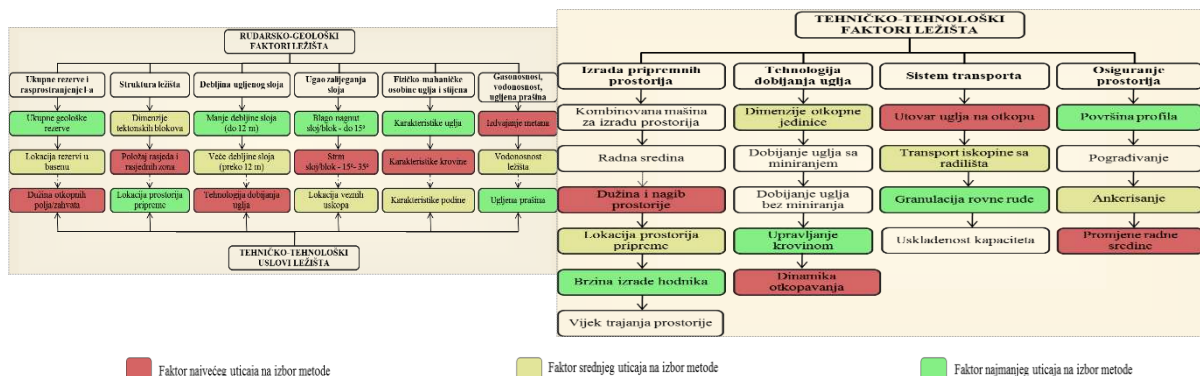 RUDARSKO-GEOLOŠKI
FAKTORI LEŽIŠTA
Ukupne rezerve i
rasprostranjenje l-a
Struktura ležišta
Debljina ugljenog sloja
Ugao zalijeganja
sloja
Fizičko mahaničke
osobine uglja i stijena
Gasonosnost,
vodonosnost,
ugljena prašina
Ukupne geološke
rezerve
Dimenzije
tektonskih blokova
Manje debljine sloja
(do 12 m)
Blago nagnut
sloj/blok - do 15⁰
Karakteristike uglja
Izdvajanje metana
Lokacija rezervi u
basenu
Položaj rasjeda i
rasjednih zona
Veće debljine sloja
(preko 12 m)
Strm
sloj/blok - 15⁰- 35⁰
Karakteristike krovine
Vodonosnost
ležišta
Dužina otkopnih
polja/zahvata
Lokacija prostorija
pripreme
Tehnologija dobijanja
uglja
Lokacija veznih
uskopa
Karakteristike podine
Ugljena prašina
TEHNIČKO-TEHNOLOŠKI
USLOVI LEŽIŠTA
TEHNIČKO-TEHNOLOŠKI
FAKTORI LEŽIŠTA
Izrada pripremnih
prostorija
Tehnologija
dobijanja uglja
Sistem transporta
Osiguranje prostorija
Kombinovana mašina
za izradu prostorija
Dimenzije otkopne
jedinice
Utovar uglja na otkopu
Površina profila
Radna sredina
Dobijanje uglja sa
miniranjem
Transport iskopine sa
radilišta
Pograđivanje
Dužina i nagib
prostorije
Dobijanje uglja
bez miniranja
Granulacija rovne rude
Ankerisanje
Lokacija prostorija
pripreme
Upravljanje
krovinom
Usklađenost kapaciteta
Promjene radne
sredine
Brzina izrade hodnika
Dinamika
otkopavanja
Vijek trajanja prostorije
Faktor najvećeg uticaja na izbor metode
Faktor srednjeg uticaja na izbor metode
Faktor najmanjeg uticaja na izbor metode